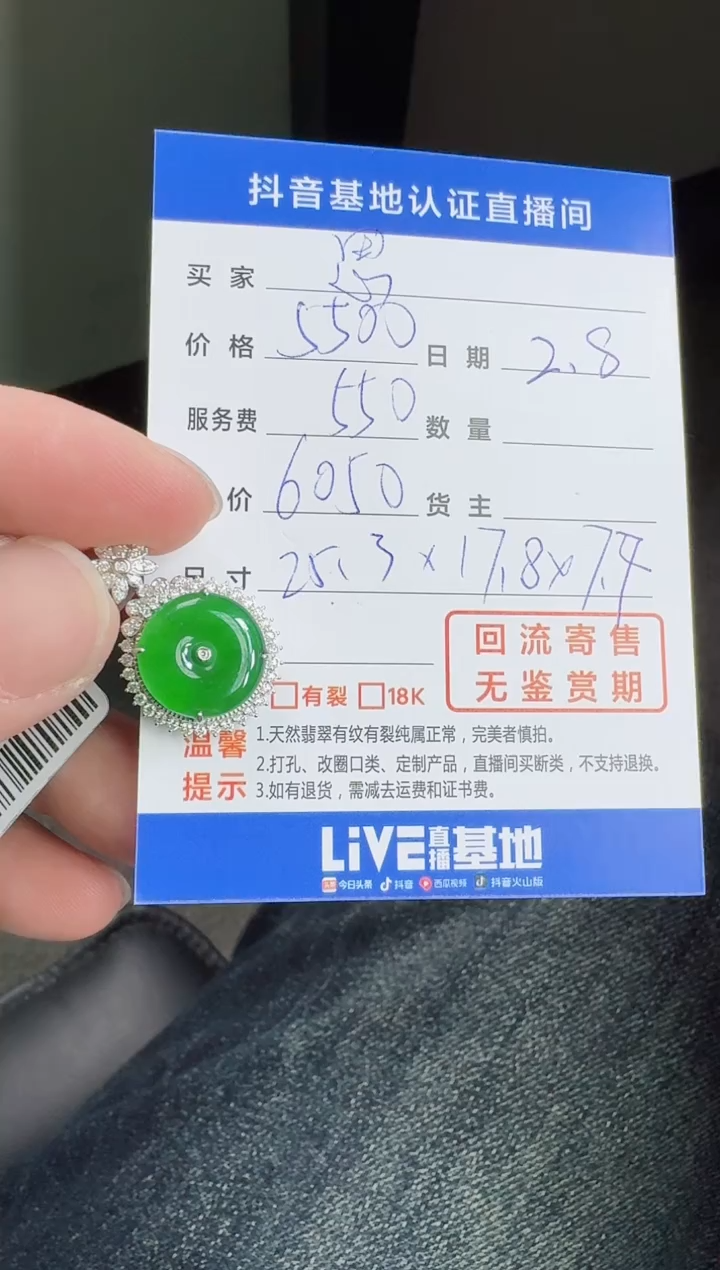 抖音基地认证直播间
买家 思
价格 5500 日期 2.8
服务费 550 数量
价 6050 货主
尺寸 25.3×17.8×7.4
回流寄售
无鉴赏期
有裂 18K
温馨提示
1.天然翡翠有纹有裂纯属正常，完美者慎拍。
2.打孔、改圈口类、定制产品，直播间买断类，不支持退换。
3.如有退货，需减去运费和证书费。
LiVE直播基地
头条 今日头条 抖音 西瓜视频 抖音火山版